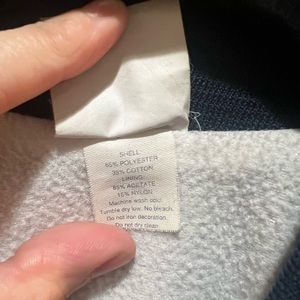 SHELL
65% POLYESTER
35% COTTON
LINING
85% ACETATE
15% NYLON
Machine wash cold.
Tumble dry low. No bleach.
Do not iron decoration.
Do not dry clean